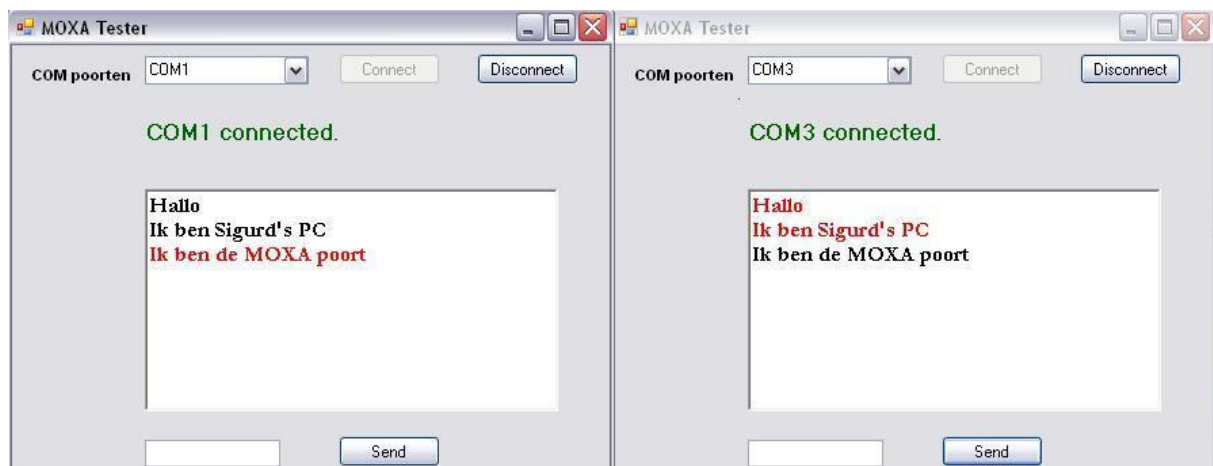 MOXA Tester
COM poorten COM1 Connect Disconnect
COM1 connected.
Hallo
Ik ben Sigurd's PC
Ik ben de MOXA poort
Send
MOXA Tester
COM poorten COM3 Connect Disconnect
COM3 connected.
Hallo
Ik ben Sigurd's PC
Ik ben de MOXA poort
Send